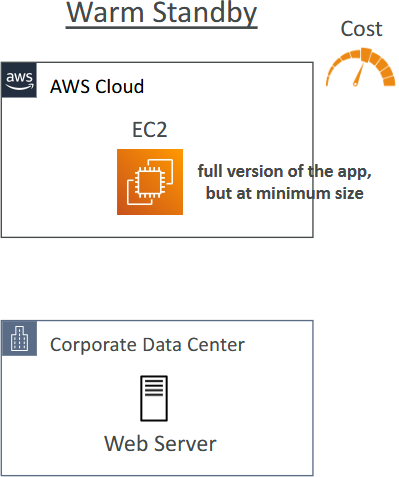 Warm Standby
Cost
aws
AWS Cloud
EC2
full version of the app,
but at minimum size
Corporate Data Center
Web Server